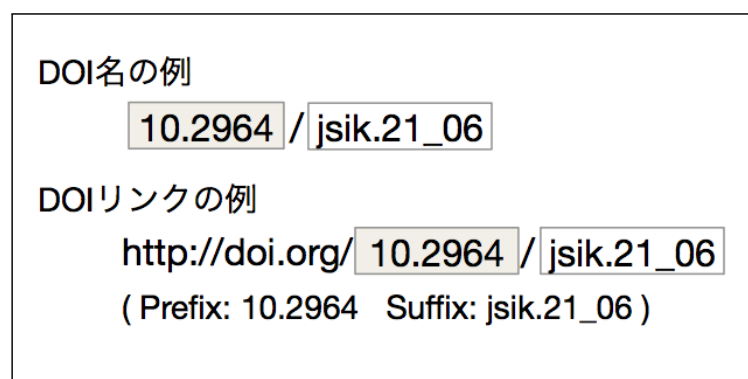 DOI名の例
10.2964 / jsik.21_06
DOIリンクの例
http://doi.org/ 10.2964 / jsik.21_06
( Prefix: 10.2964 Suffix: jsik.21_06 )